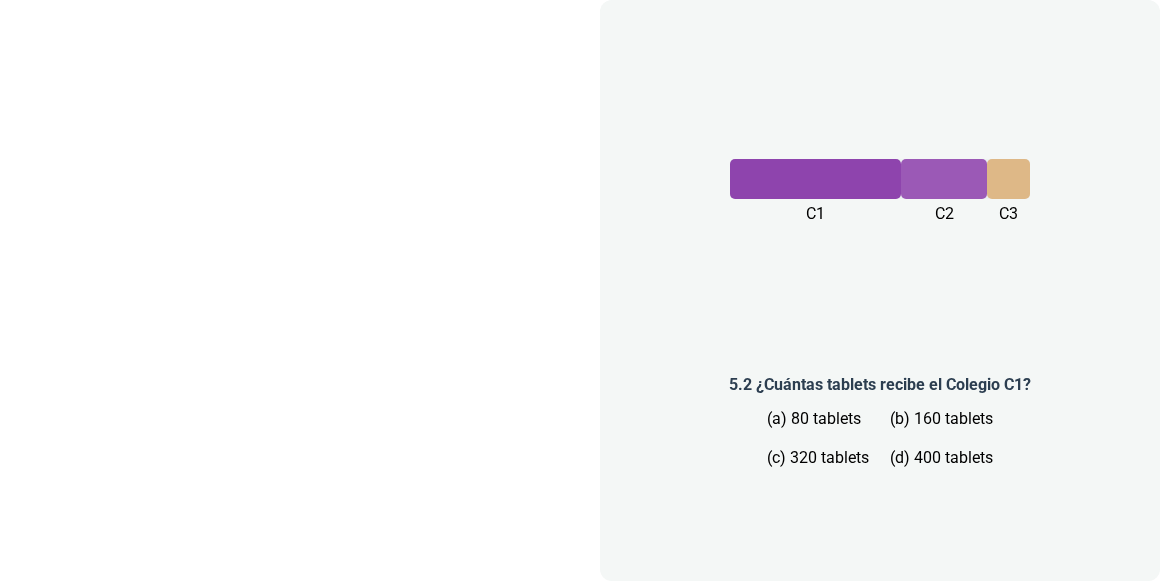 C1 C2 C3
5.2 ¿Cuántas tablets recibe el Colegio C1?
(a) 80 tablets (b) 160 tablets
(c) 320 tablets (d) 400 tablets